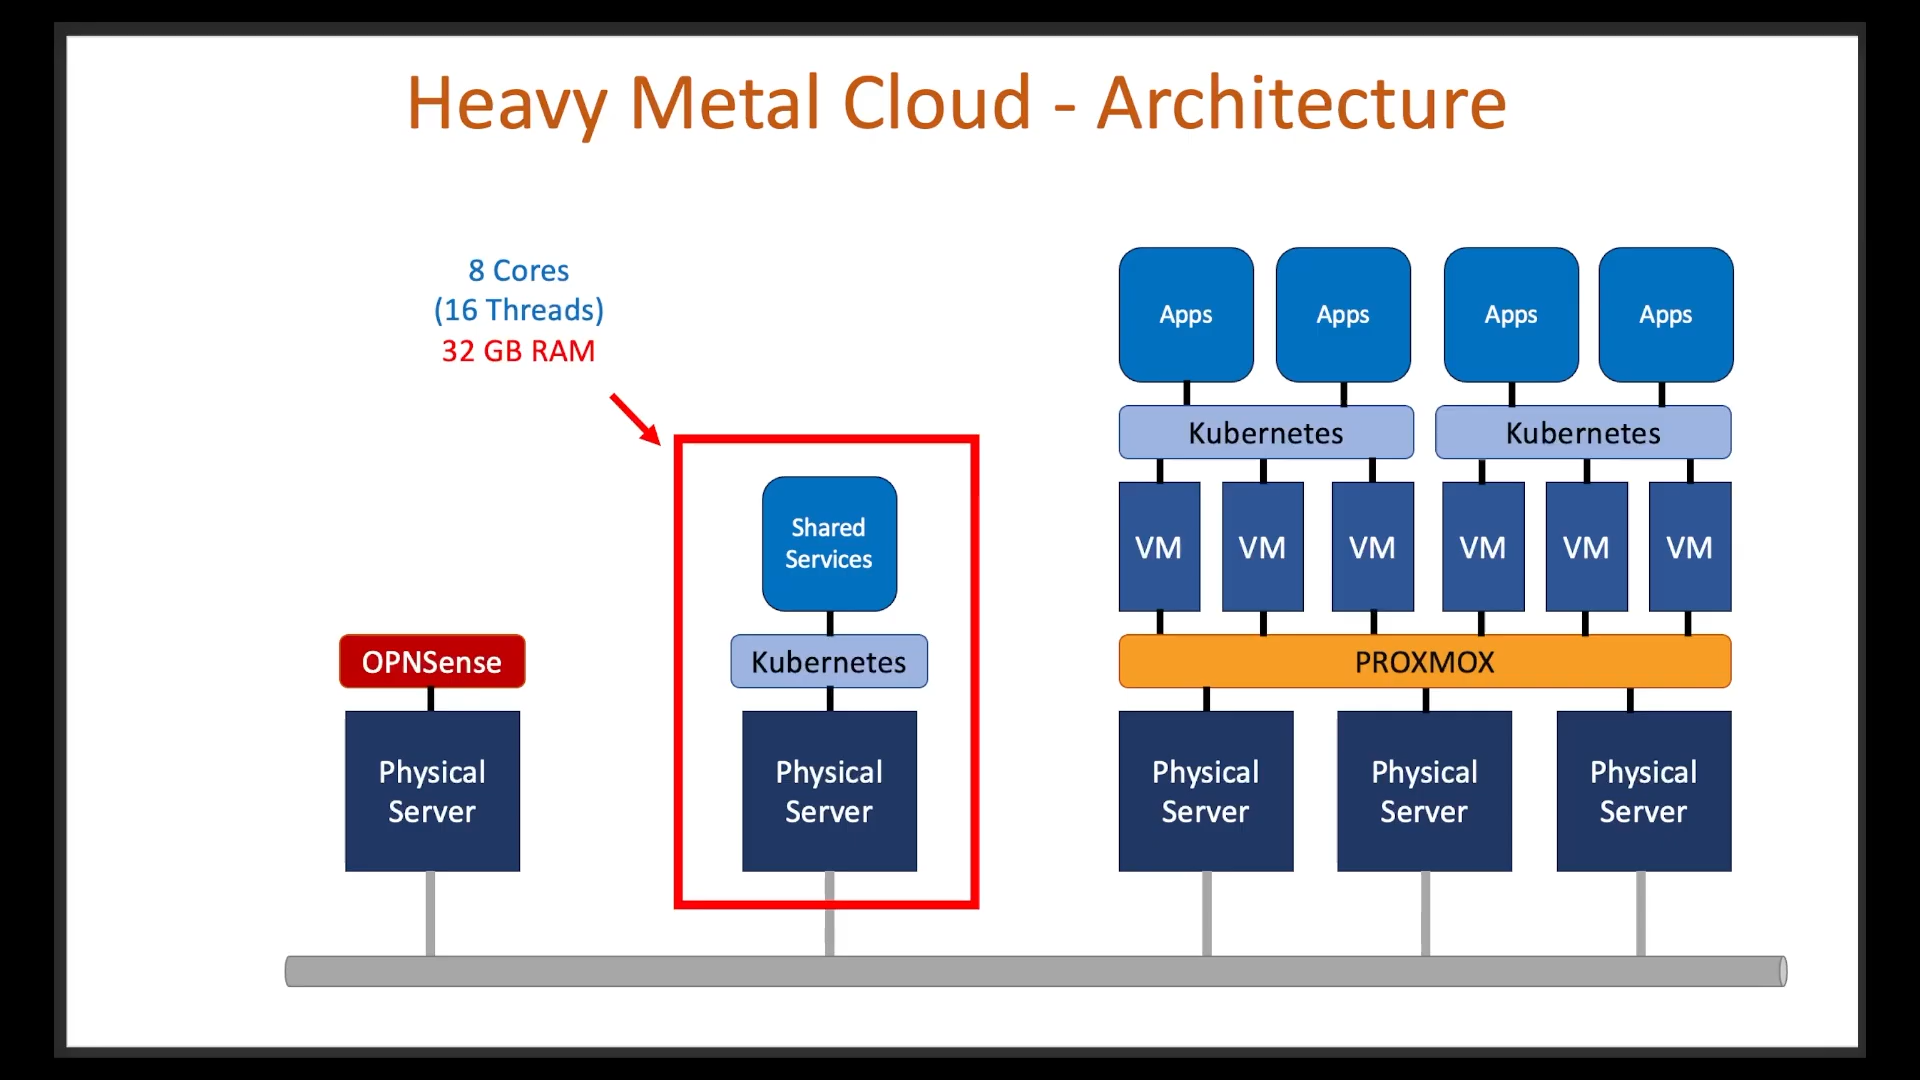 Heavy Metal Cloud - Architecture
8 Cores
(16 Threads)
32 GB RAM
Shared
Services
Kubernetes
Physical
Server
OPNSense
Physical
Server
Apps
Apps
Apps
Apps
Kubernetes
Kubernetes
VM
VM
VM
VM
VM
VM
PROXMOX
Physical
Server
Physical
Server
Physical
Server